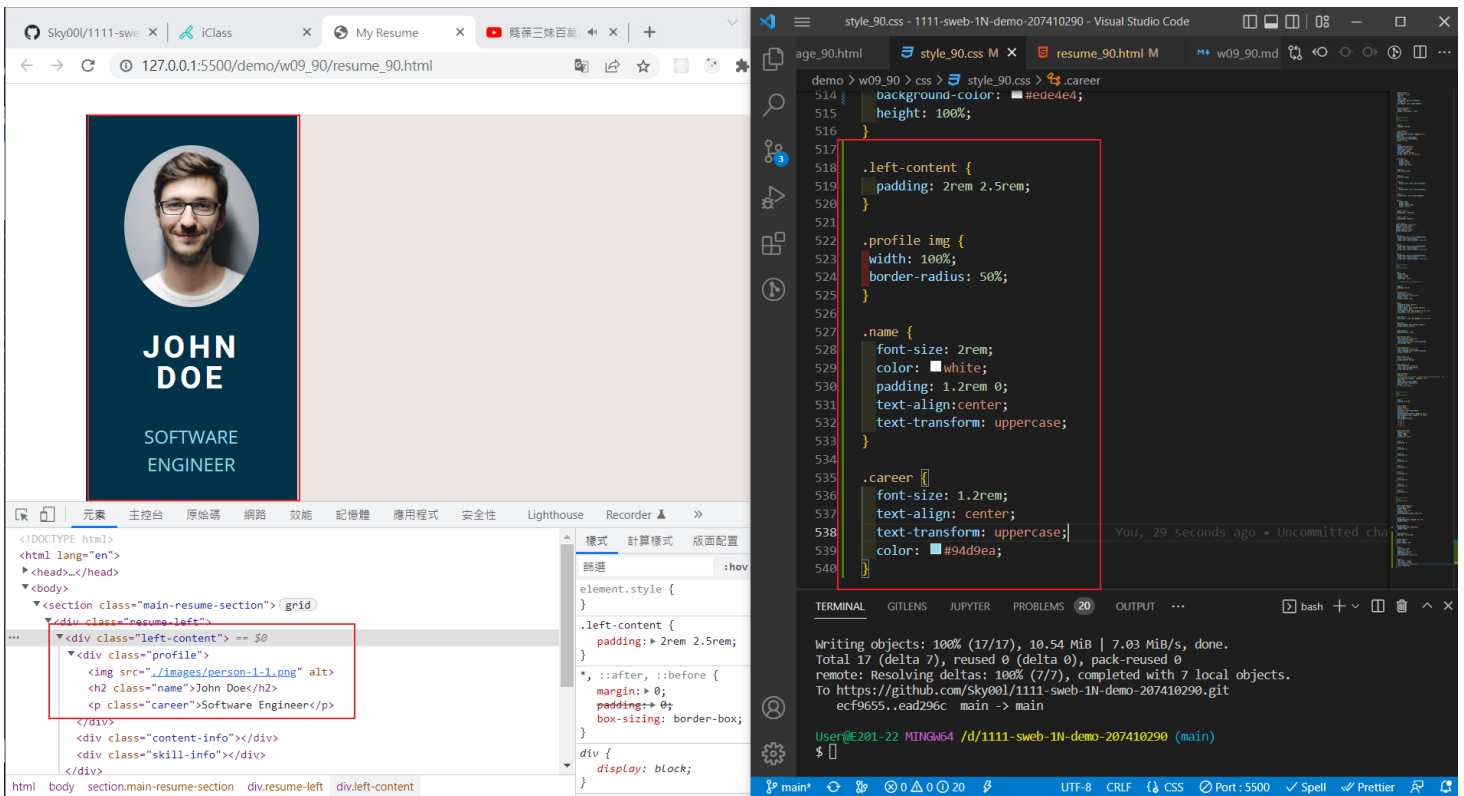 Sky00l/1111-swe
iClass
My Resume
127.0.0.1:5500/demo/w09_90/resume_90.html
JOHN
DOE
SOFTWARE
ENGINEER
元素 主控台 原始碼 網路 效能 記憶體 應用程式 安全性 Lighthouse Recorder
<!DOCTYPE html>
<html lang="en">
<head>…</head>
<body>
<section class="main-resume-section"> grid
<div class="resume-left">
<div class="left-content"> == $0
<div class="profile">
<img src="./images/person-1-1.png" alt>
<h2 class="name">John Doe</h2>
<p class="career">Software Engineer</p>
</div>
<div class="content-info"></div>
<div class="skill-info"></div>
</div>
html body section.main-resume-section div.resume-left div.left-content
樣式 計算樣式 版面配置
篩選 :hov
element.style {
}
.left-content {
padding: 2rem 2.5rem;
}
*, ::after, ::before {
margin: 0;
padding: 0;
box-sizing: border-box;
}
div {
display: block;
}
style_90.css - 1111-sweb-1N-demo-207410290 - Visual Studio Code
age_90.html style_90.css M resume_90.html M w09_90.md
demo > w09_90 > css > style_90.css > .career
514 background-color: #ede4e4;
515 height: 100%;
516 }
517
518 .left-content {
519 padding: 2rem 2.5rem;
520 }
521
522 .profile img {
523 width: 100%;
524 border-radius: 50%;
525 }
526
527 .name {
528 font-size: 2rem;
529 color: white;
530 padding: 1.2rem 0;
531 text-align:center;
532 text-transform: uppercase;
533 }
534
535 .career {
536 font-size: 1.2rem;
537 text-align: center;
538 text-transform: uppercase; You, 29 seconds ago • Uncommitted cha
539 color: #94d9ea;
540 }
3
TERMINAL GITLENS JUPYTER PROBLEMS 20 OUTPUT ··· bash
Writing objects: 100% (17/17), 10.54 MiB | 7.03 MiB/s, done.
Total 17 (delta 7), reused 0 (delta 0), pack-reused 0
remote: Resolving deltas: 100% (7/7), completed with 7 local objects.
To https://github.com/Sky00l/1111-sweb-1N-demo-207410290.git
ecf9655..ead296c main -> main
User@E201-22 MINGW64 /d/1111-sweb-1N-demo-207410290 (main)
$
main* 0 0 20 UTF-8 CRLF CSS Port : 5500 Spell Prettier